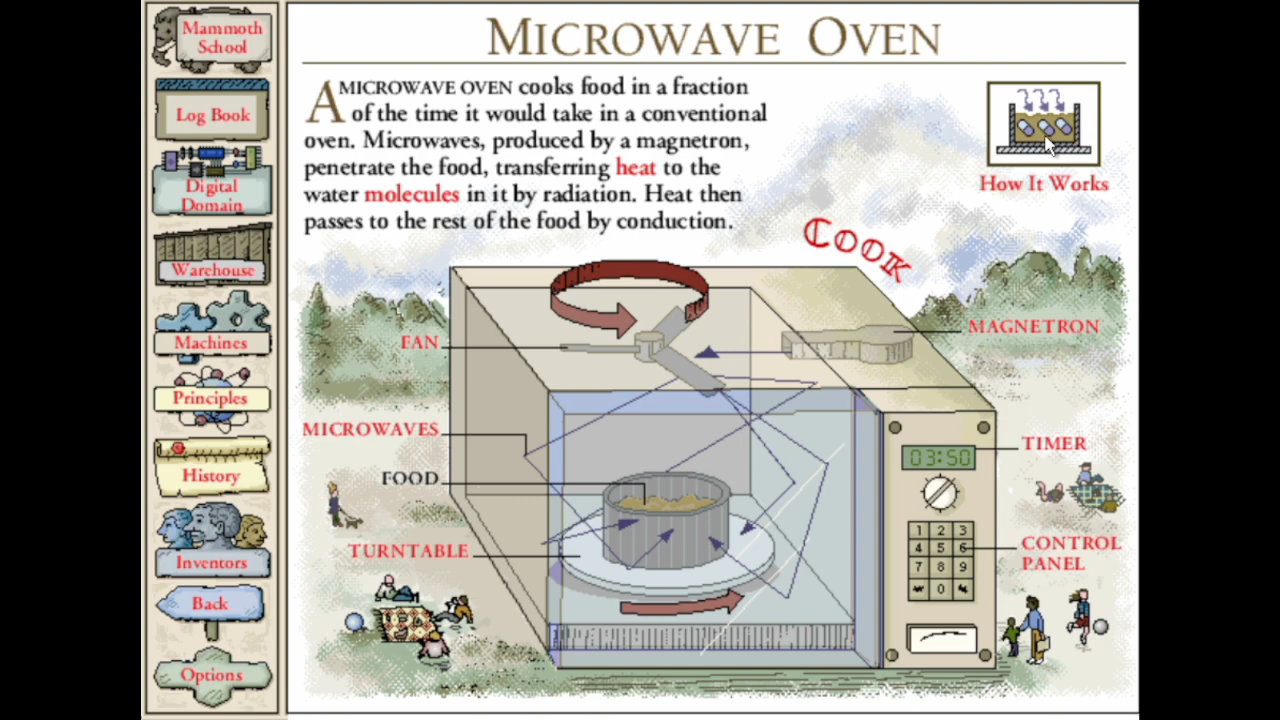 Mammoth
School
Log Book
Digital
Domain
Warehouse
Machines
Principles
History
Inventors
Back
Options
MICROWAVE OVEN
A MICROWAVE OVEN cooks food in a fraction
of the time it would take in a conventional
oven. Microwaves, produced by a magnetron,
penetrate the food, transferring heat to the
water molecules in it by radiation. Heat then
passes to the rest of the food by conduction.
How It Works
COOK
FAN
MAGNETRON
MICROWAVES
TIMER
03:50
FOOD
1 2 3
4 5 6
7 8 9
* 0 *
TURNTABLE
CONTROL
PANEL